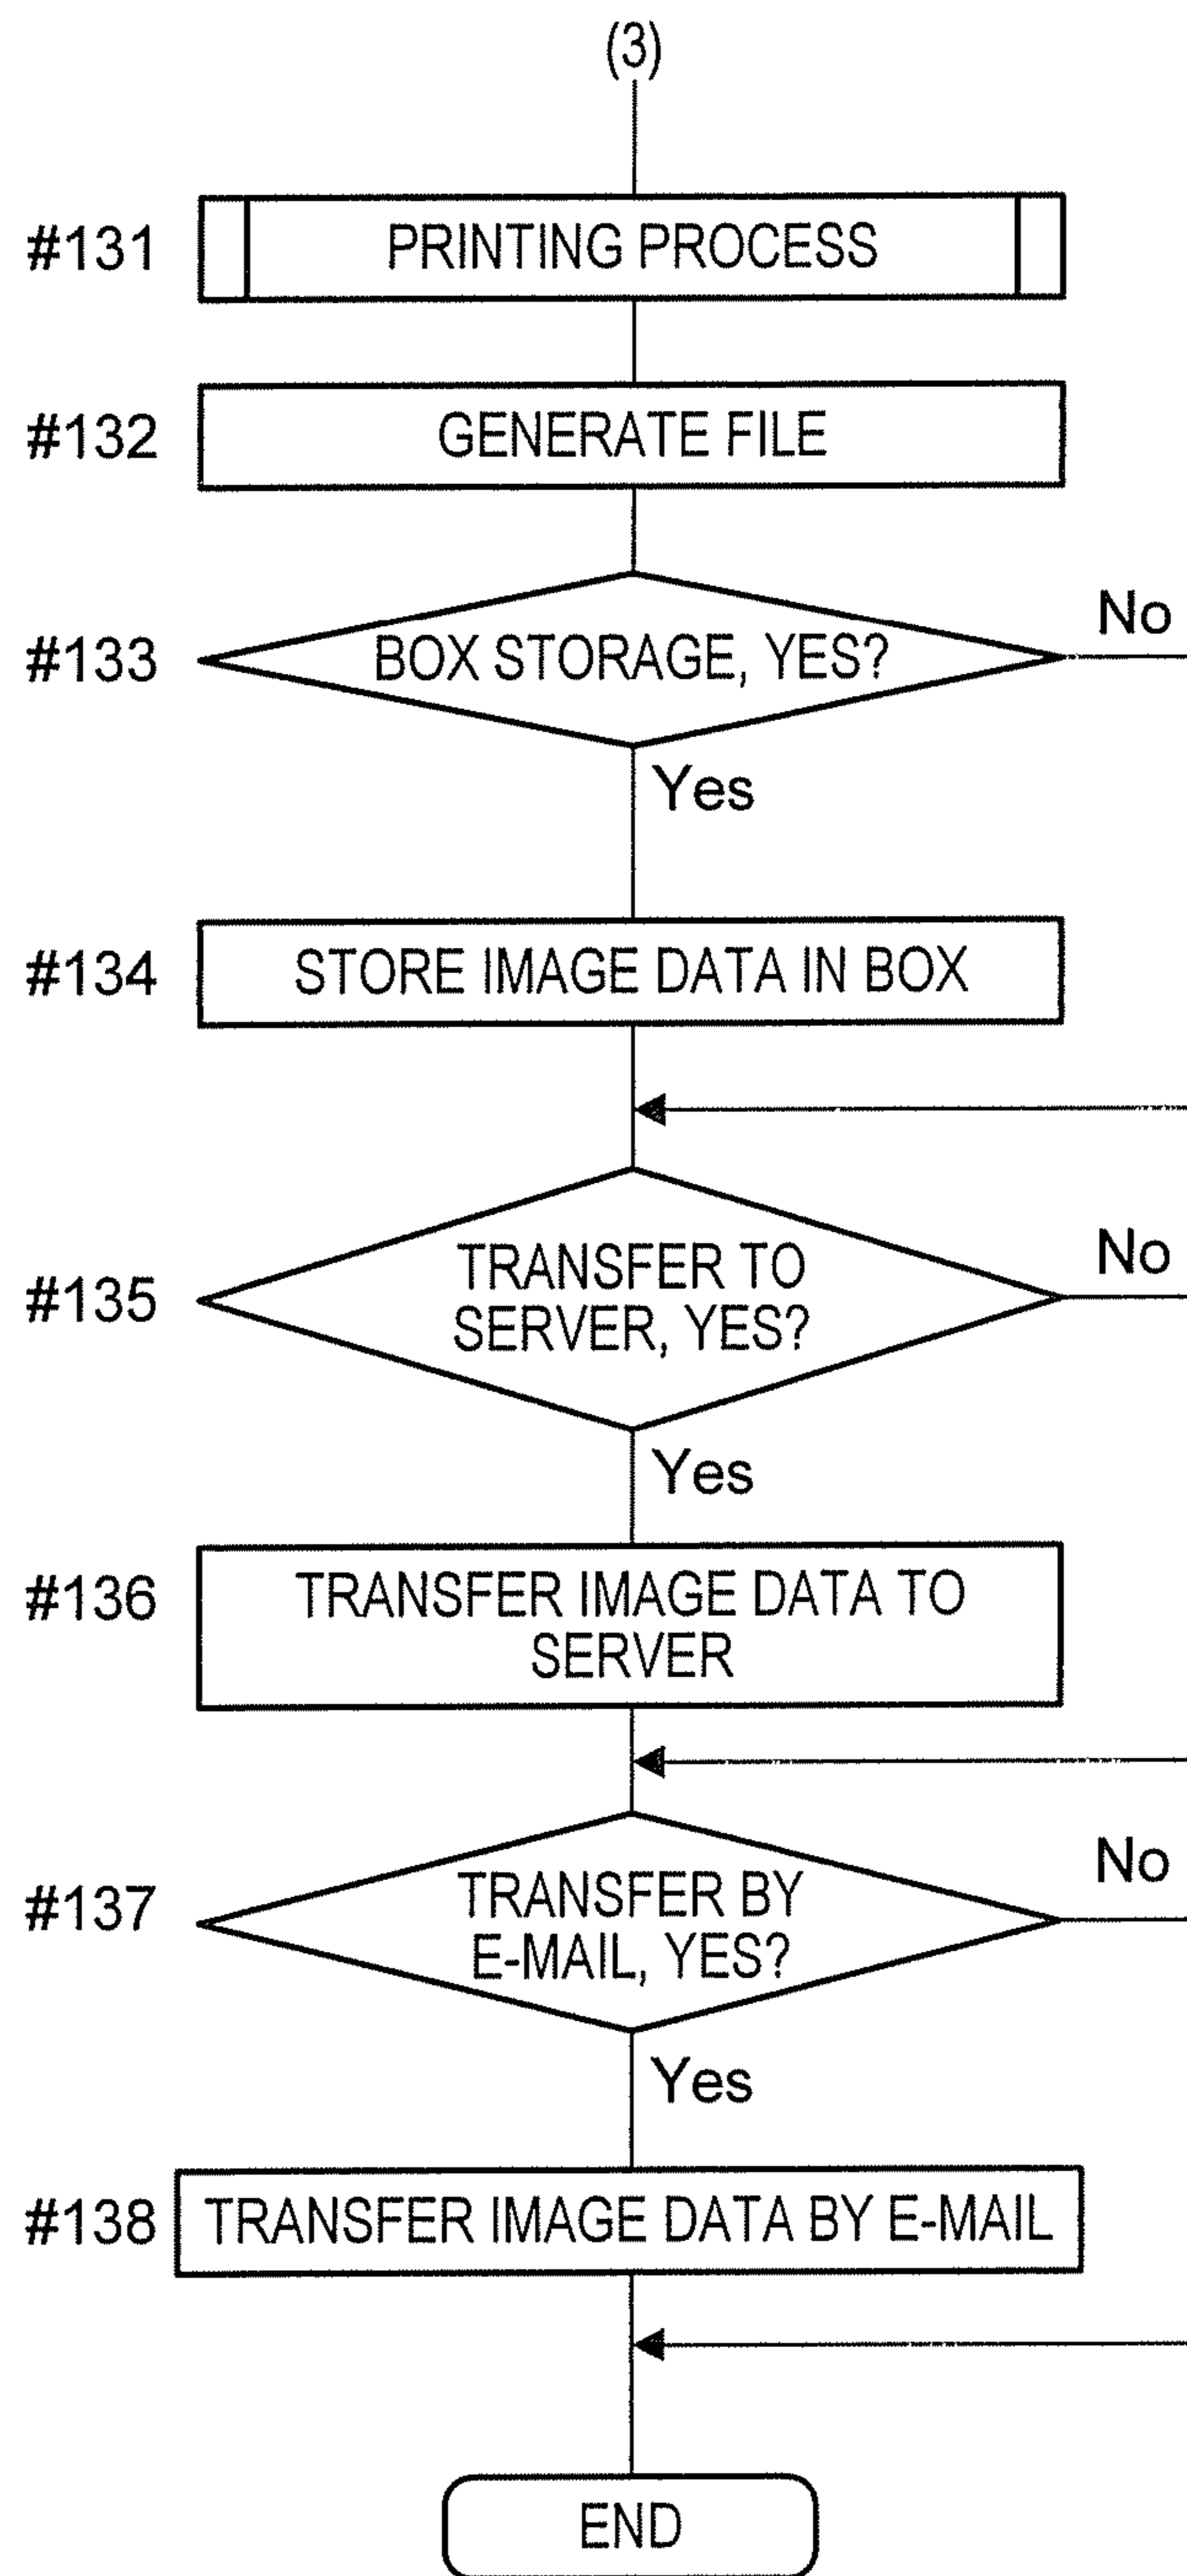 (3)
#131 PRINTING PROCESS
#132 GENERATE FILE
#133 BOX STORAGE, YES? No
Yes
#134 STORE IMAGE DATA IN BOX
#135 TRANSFER TO
SERVER, YES? No
Yes
#136 TRANSFER IMAGE DATA TO
SERVER
#137 TRANSFER BY
E-MAIL, YES? No
Yes
#138 TRANSFER IMAGE DATA BY E-MAIL
END